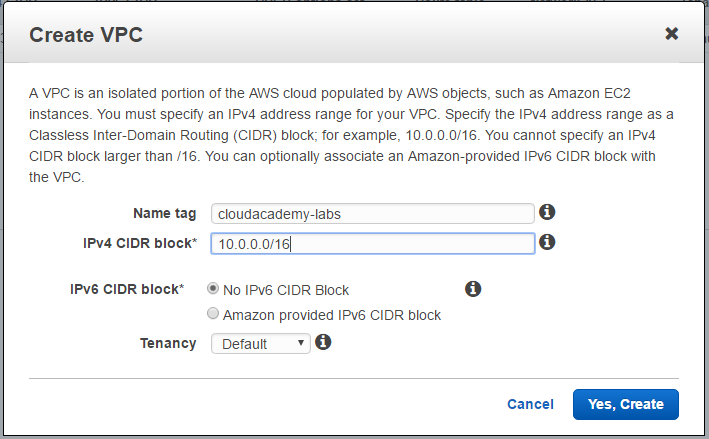 Create VPC
A VPC is an isolated portion of the AWS cloud populated by AWS objects, such as Amazon EC2
instances. You must specify an IPv4 address range for your VPC. Specify the IPv4 address range as a
Classless Inter-Domain Routing (CIDR) block; for example, 10.0.0.0/16. You cannot specify an IPv4
CIDR block larger than /16. You can optionally associate an Amazon-provided IPv6 CIDR block with
the VPC.
Name tag cloudacademy-labs
IPv4 CIDR block* 10.0.0.0/16
IPv6 CIDR block* No IPv6 CIDR Block
Amazon provided IPv6 CIDR block
Tenancy Default
Cancel Yes, Create